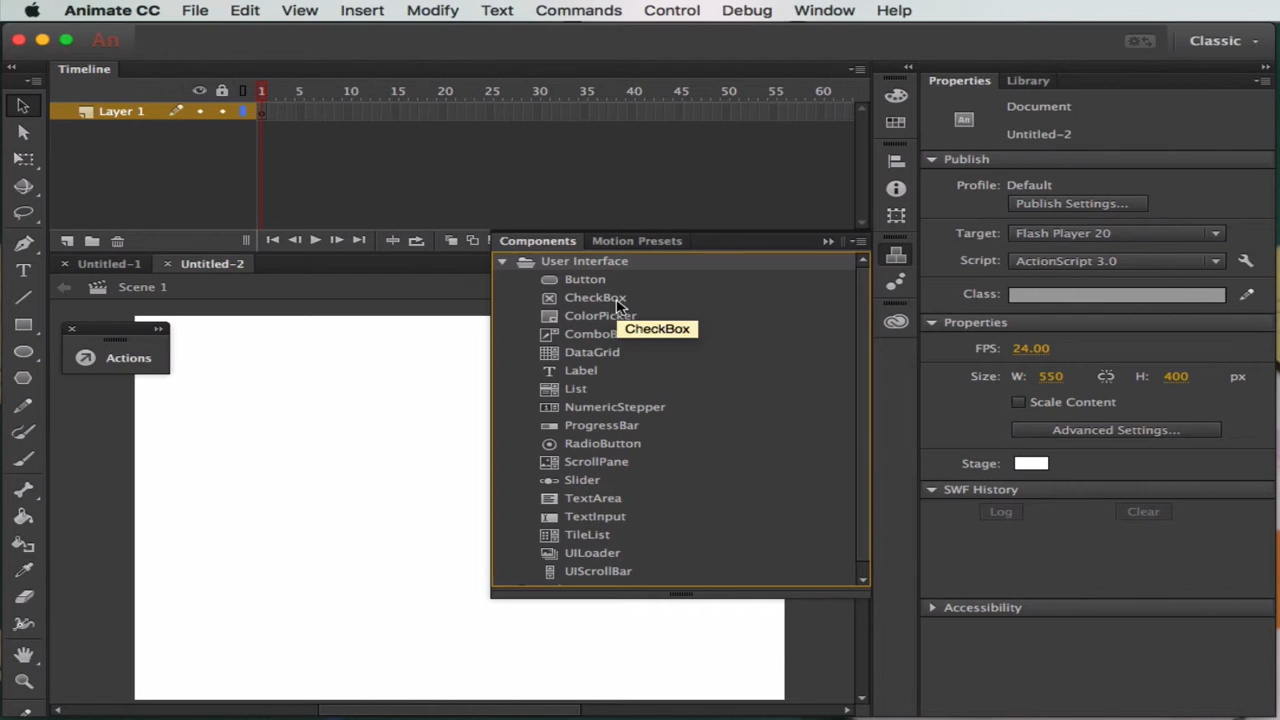 Animate CC File Edit View Insert Modify Text Commands Control Debug Window Help
An
Classic
Timeline
1 5 10 15 20 25 30 35 40 45 50 55 60
Layer 1
Untitled-1
Untitled-2
Scene 1
Actions
Components
Motion Presets
User Interface
Button
CheckBox
ColorPicker
CheckBox
DataGrid
Label
List
NumericStepper
ProgressBar
RadioButton
ScrollPane
Slider
TextArea
TextInput
TileList
UILoader
UIScrollBar
Properties
Library
Document
An
Untitled-2
Publish
Profile: Default
Publish Settings...
Target: Flash Player 20
Script: ActionScript 3.0
Class:
Properties
FPS: 24.00
Size: W: 550 H: 400 px
Scale Content
Advanced Settings...
Stage:
SWF History
Log Clear
Accessibility